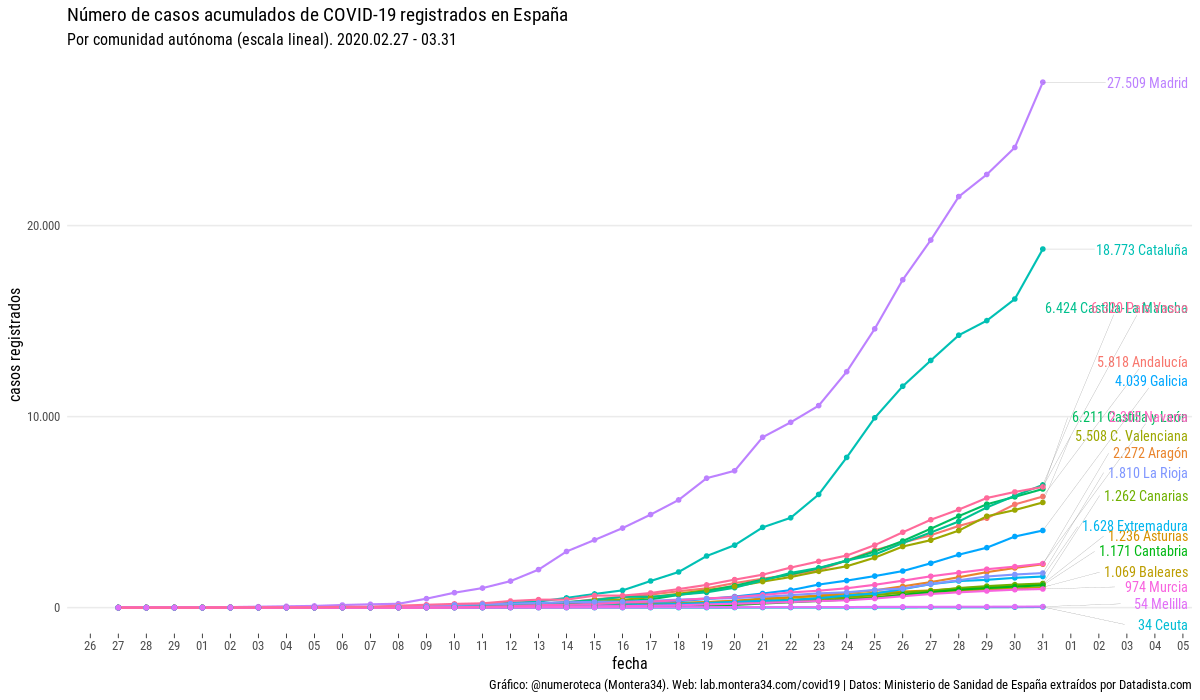 Número de casos acumulados de COVID-19 registrados en España
Por comunidad autónoma (escala lineal). 2020.02.27 - 03.31
27.509 Madrid
20.000
18.773 Cataluña
6.424 Castilla-La Mancha
País Vasco
5.818 Andalucía
4.039 Galicia
10.000
6.211 Castilla y León
Navarra
5.508 C. Valenciana
2.272 Aragón
1.810 La Rioja
1.262 Canarias
1.628 Extremadura
1.236 Asturias
1.171 Cantabria
1.069 Baleares
974 Murcia
54 Melilla
0
34 Ceuta
casos registrados
26 27 28 29 01 02 03 04 05 06 07 08 09 10 11 12 13 14 15 16 17 18 19 20 21 22 23 24 25 26 27 28 29 30 31 01 02 03 04 05
fecha
Gráfico: @numeroteca (Montera34). Web: lab.montera34.com/covid19 | Datos: Ministerio de Sanidad de España extraídos por Datadista.com